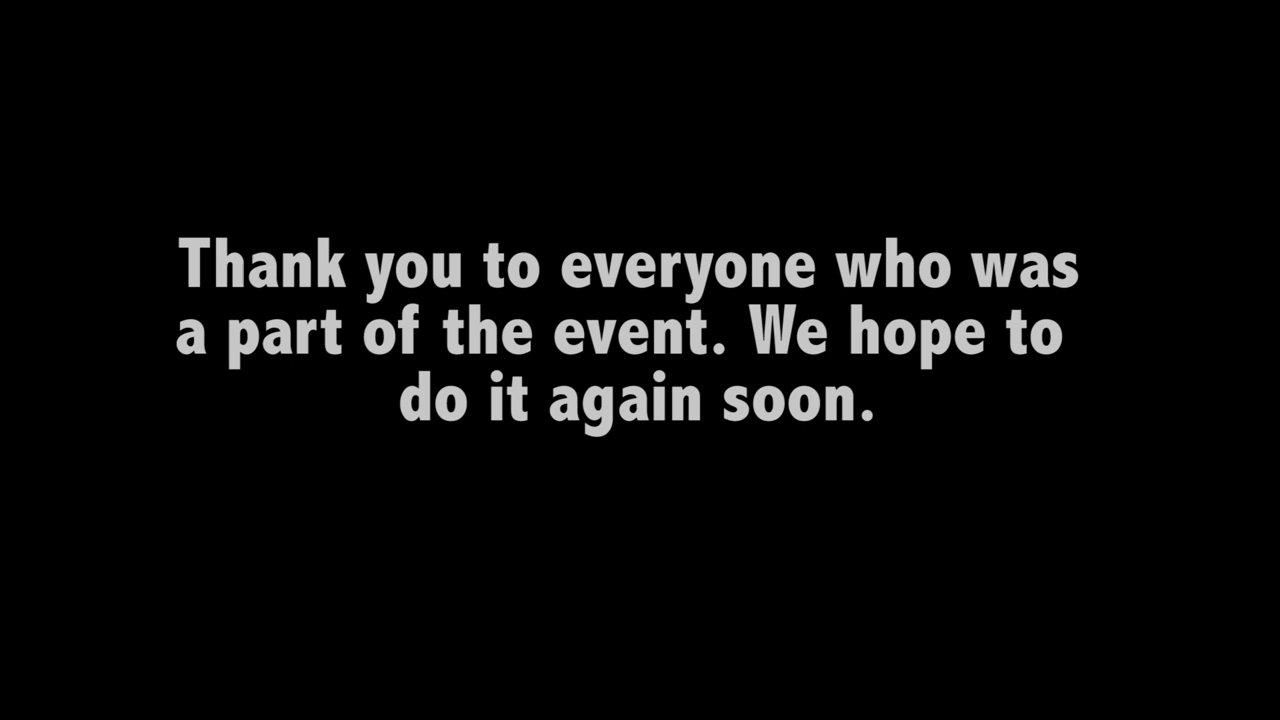 Thank you to everyone who was
a part of the event. We hope to
do it again soon.